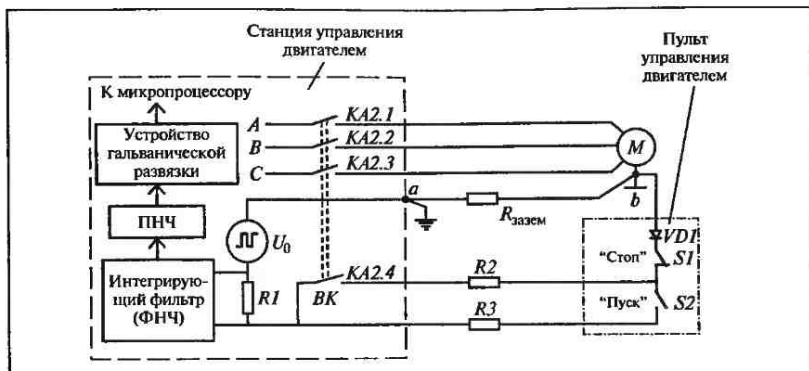 Станция управления
двигателем
Пульт
управления
двигателем
К микропроцессору
Устройство
гальванической
развязки
ПНЧ
Интегрирую-
щий фильтр
(ФНЧ)
A
B
C
KA2.1
KA2.2
KA2.3
M
a
b
Rзазем
U0
R1
BK
KA2.4
R2
R3
VD1
"Стоп"
S1
"Пуск"
S2